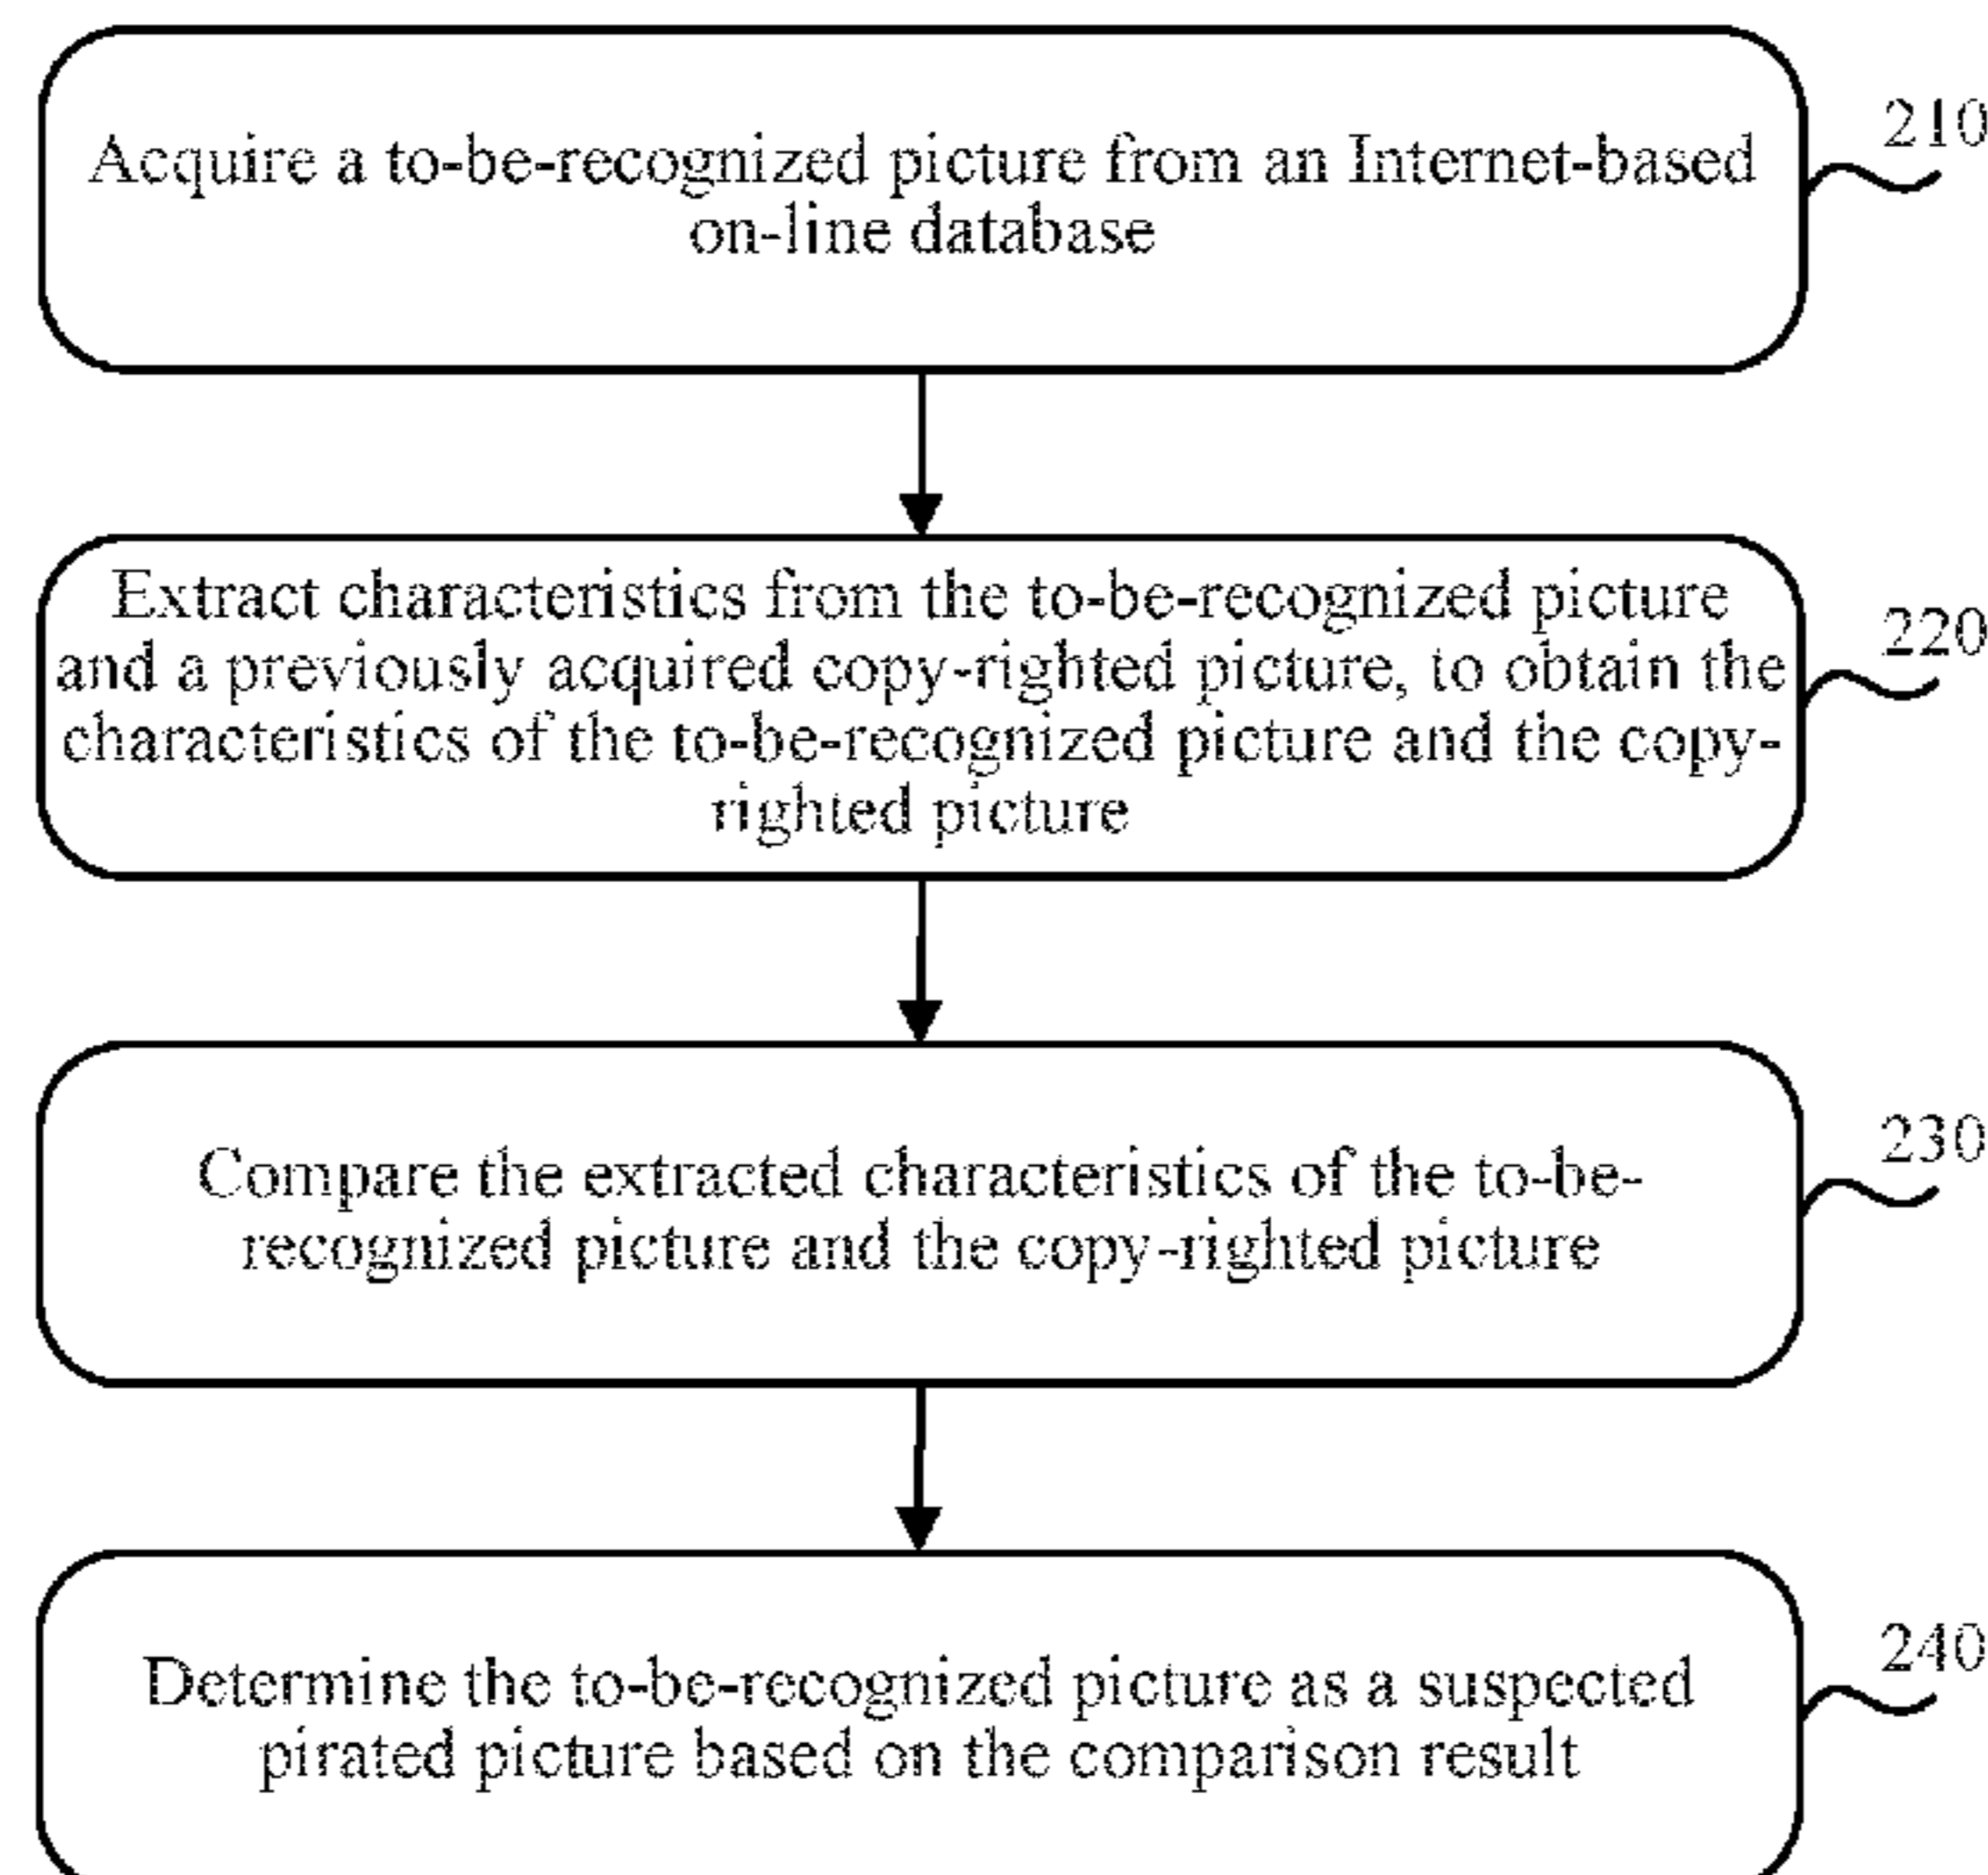 Acquire a to-be-recognized picture from an Internet-based
on-line database
210
Extract characteristics from the to-be-recognized picture
and a previously acquired copy-righted picture, to obtain the
characteristics of the to-be-recognized picture and the copy-
righted picture
220
Compare the extracted characteristics of the to-be-
recognized picture and the copy-righted picture
230
Determine the to-be-recognized picture as a suspected
pirated picture based on the comparison result
240